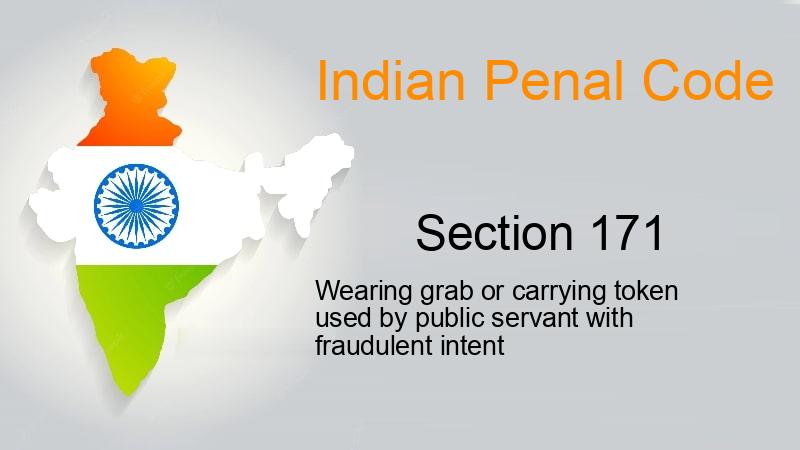 Indian Penal Code
Section 171
Wearing grab or carrying token
used by public servant with
fraudulent intent